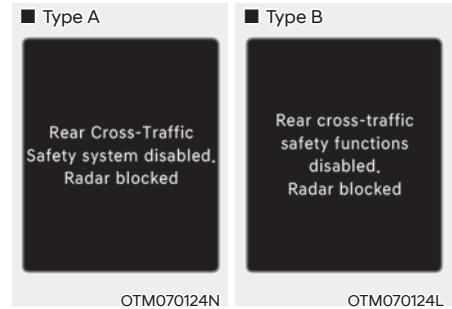 ■ Type A
Rear Cross-Traffic
Safety system disabled.
Radar blocked
OTM070124N
■ Type B
Rear cross-traffic
safety functions
disabled.
Radar blocked
OTM070124L